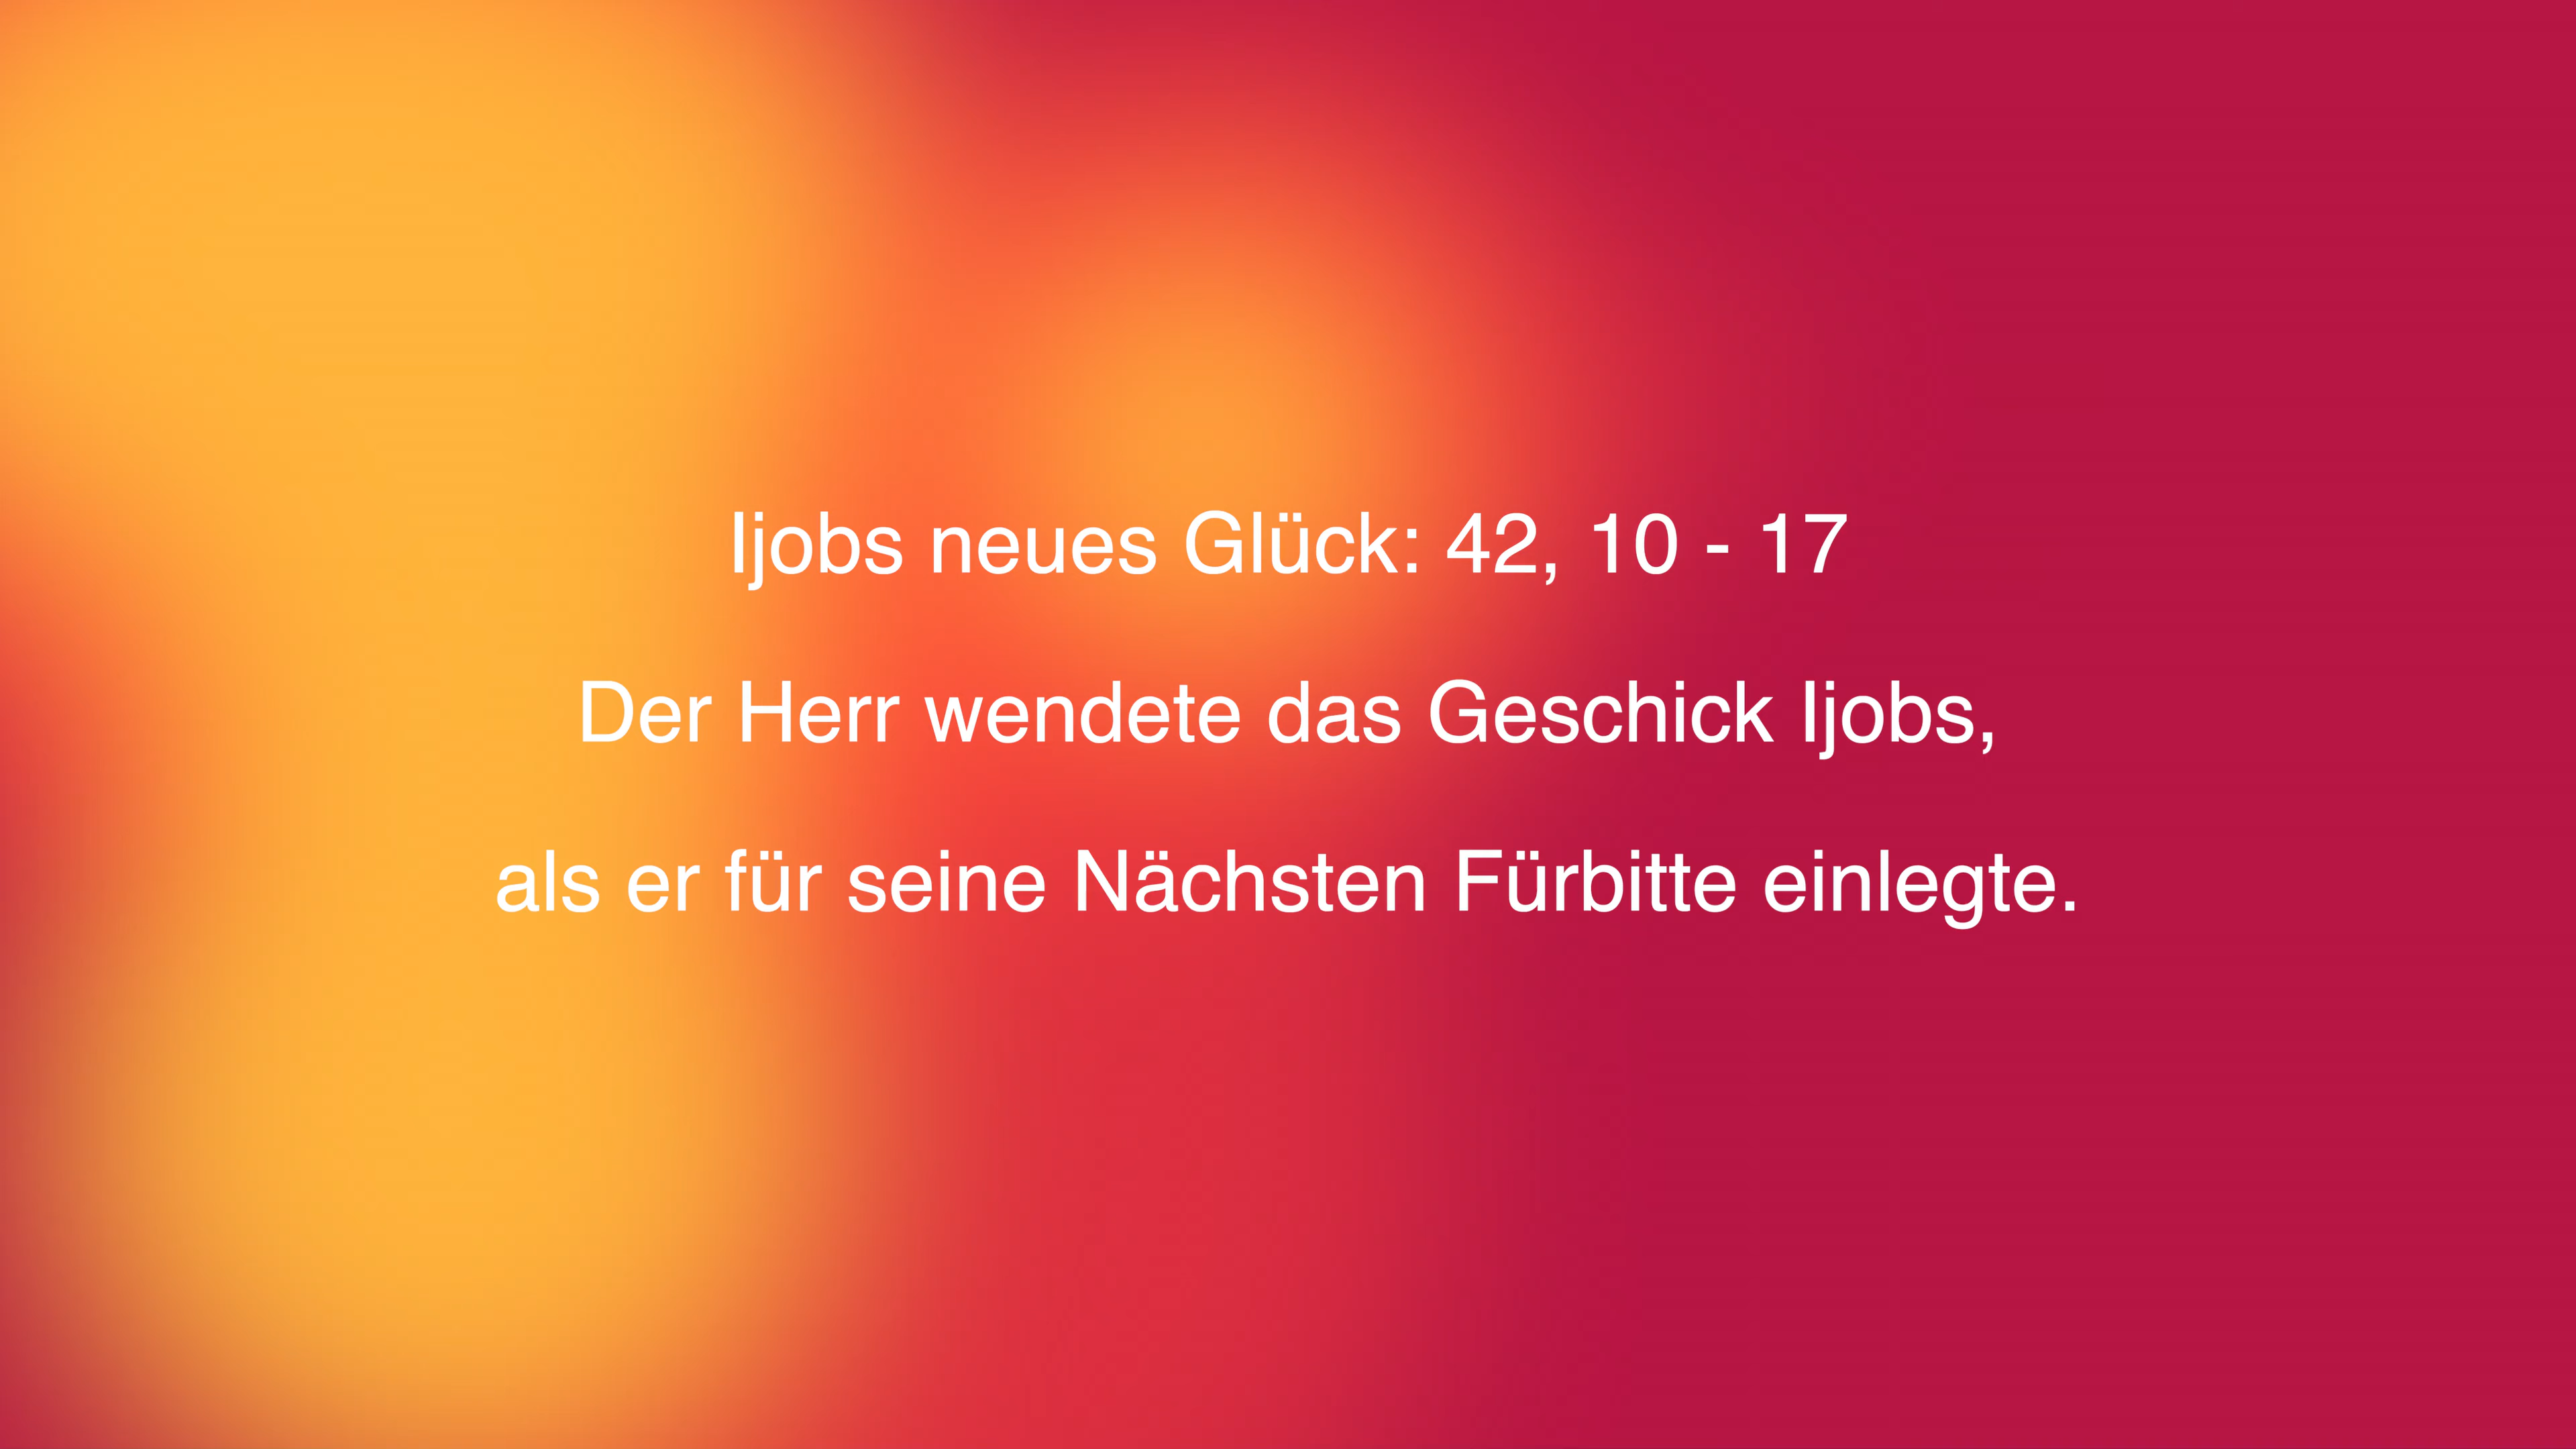 Ijobs neues Glück: 42, 10 - 17
Der Herr wendete das Geschick Ijobs,
als er für seine Nächsten Fürbitte einlegte.